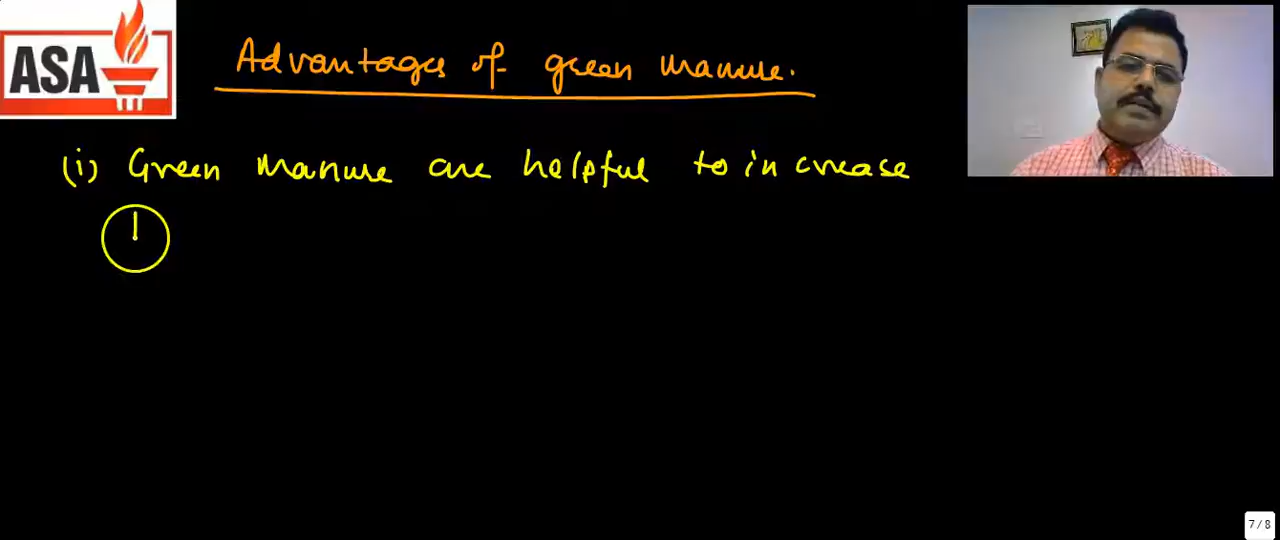 ASA
Advantages of green manure.
(i) Green manure are helpful to increase
7/8